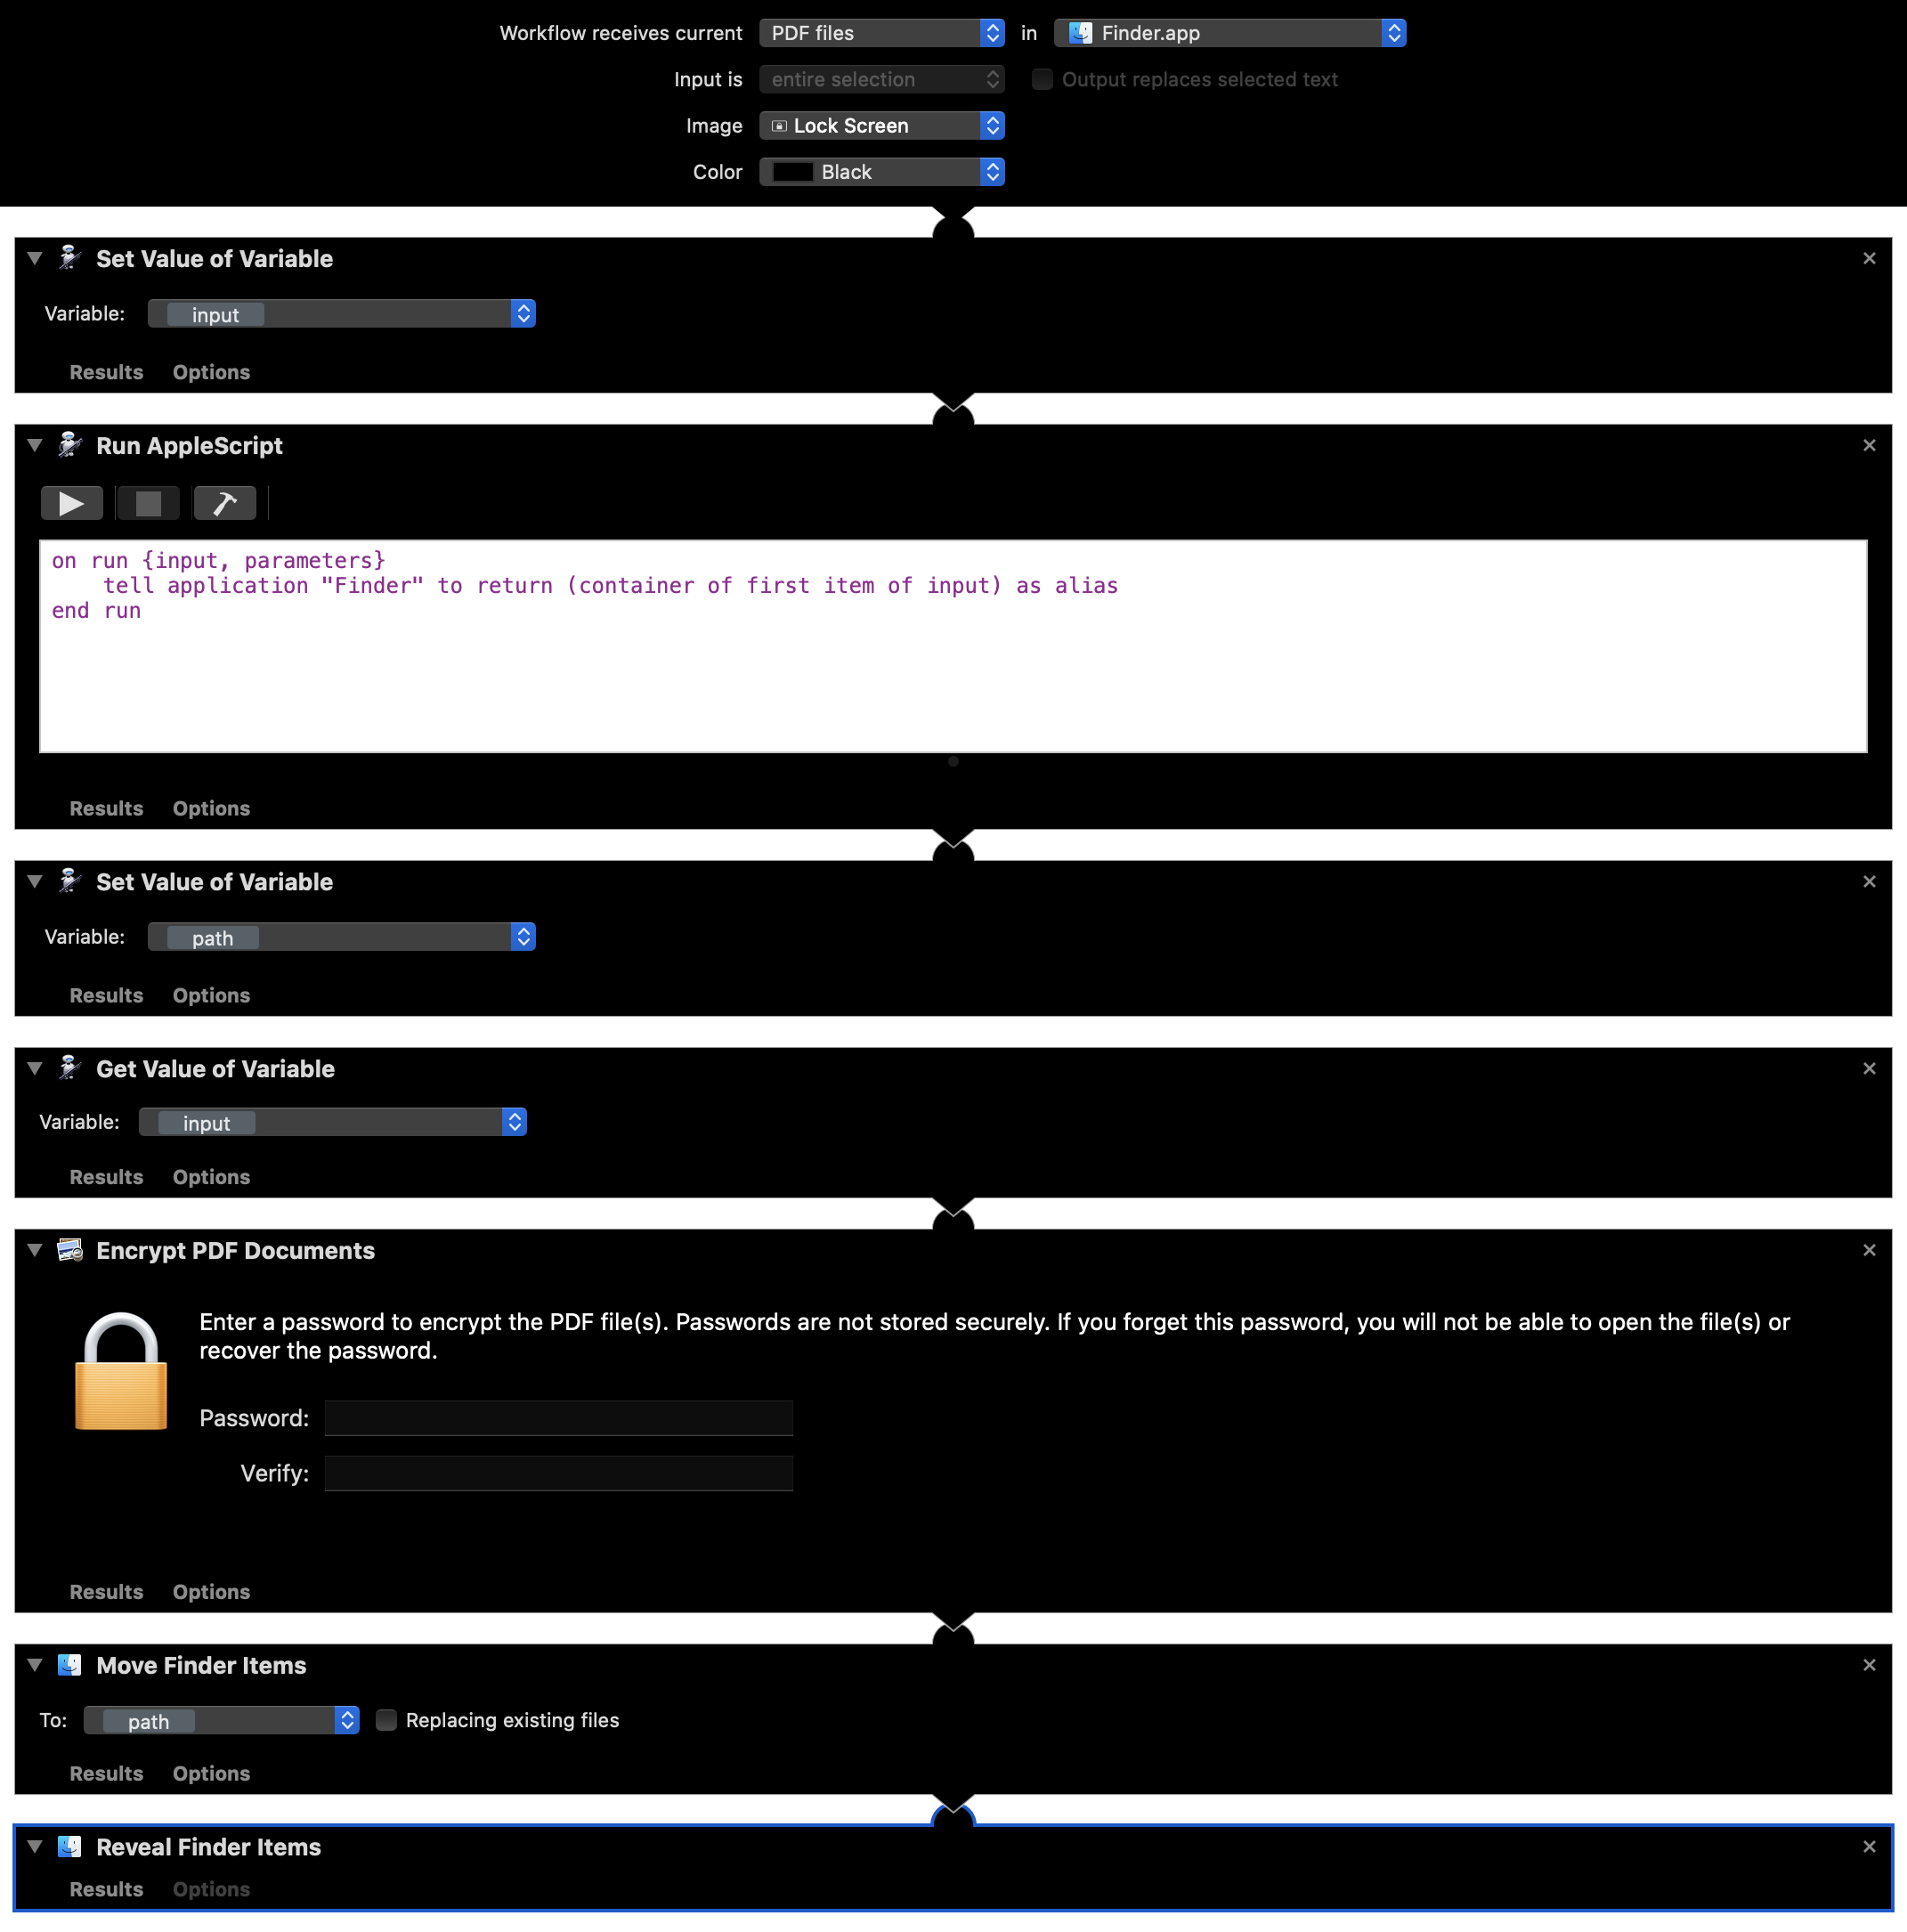 Workflow receives current PDF files in Finder.app
Input is entire selection Output replaces selected text
Image Lock Screen
Color Black
Set Value of Variable
Variable: input
Results Options
Run AppleScript
on run {input, parameters}
tell application "Finder" to return (container of first item of input) as alias
end run
Results Options
Set Value of Variable
Variable: path
Results Options
Get Value of Variable
Variable: input
Results Options
Encrypt PDF Documents
Enter a password to encrypt the PDF file(s). Passwords are not stored securely. If you forget this password, you will not be able to open the file(s) or
recover the password.
Password:
Verify:
Results Options
Move Finder Items
To: path Replacing existing files
Results Options
Reveal Finder Items
Results Options